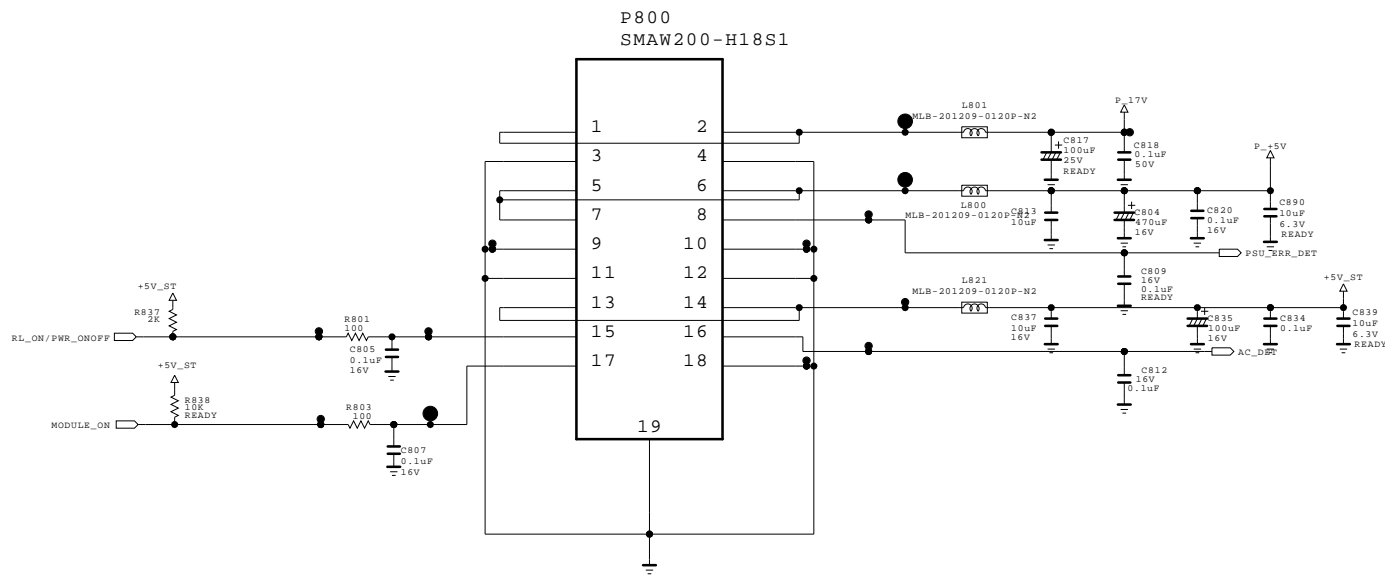 P800
SMAW200-H18S1
1
2
3
4
5
6
7
8
9
10
11
12
13
14
15
16
17
18
19
L801
MLB-201209-0120P-N2
C817
100uF
25V
READY
P_17V
C818
0.1uF
50V
L800
MLB-201209-0120P-N2
C813
10uF
C804
470uF
16V
C820
0.1uF
16V
P_+5V
C890
10uF
6.3V
READY
PSU_ERR_DET
C809
16V
0.1uF
READY
L821
MLB-201209-0120P-N2
C837
10uF
16V
C835
100uF
16V
C834
0.1uF
+5V_ST
C839
10uF
6.3V
READY
AC_DET
C812
16V
0.1uF
+5V_ST
R837
2K
RL_ON/PWR_ONOFF
R801
100
C805
0.1uF
16V
+5V_ST
R838
10K
READY
MODULE_ON
R803
100
C807
0.1uF
16V